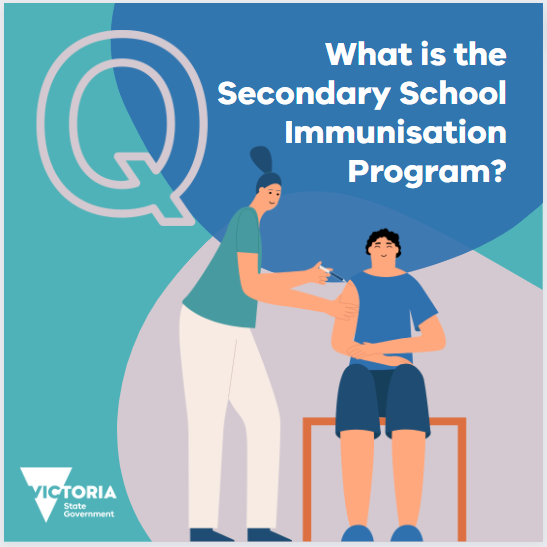 Q
What is the
Secondary School
Immunisation
Program?
VICTORIA
State
Government